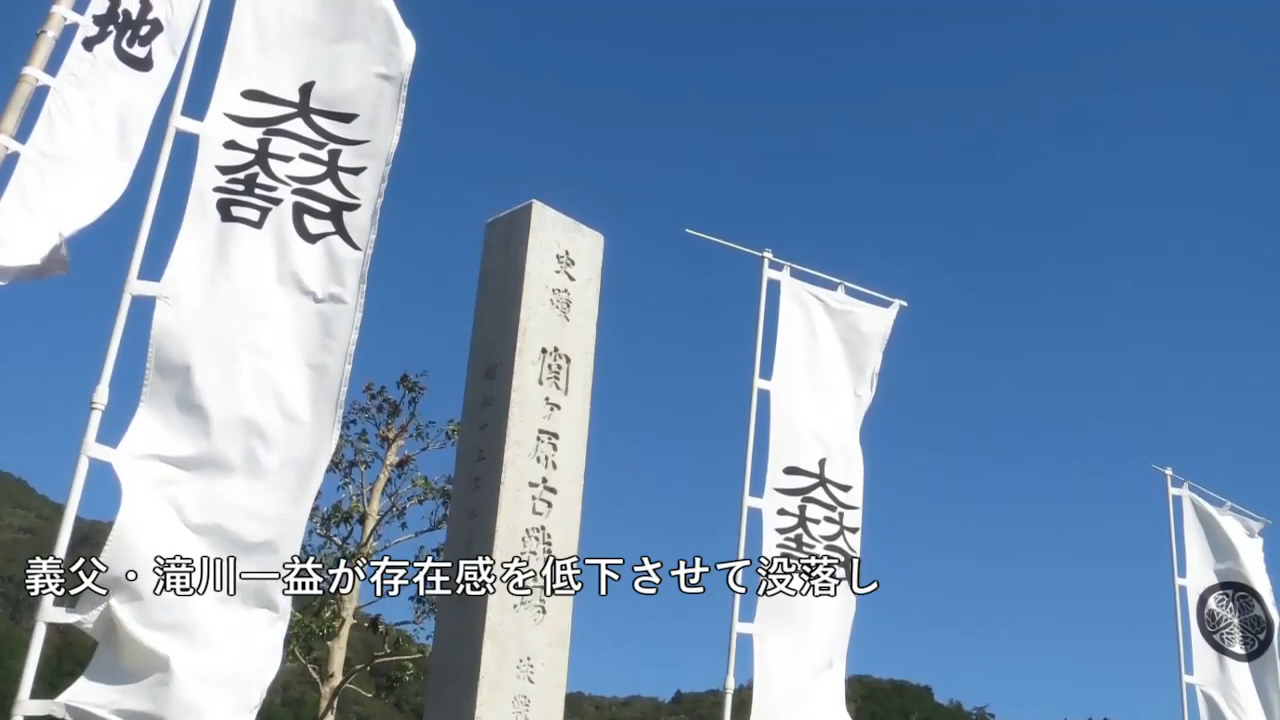 地
大
大万
大吉
史蹟 関ヶ原古戦場 決戦
義父・滝川一益が存在感を低下させて没落し
大
大万
大吉